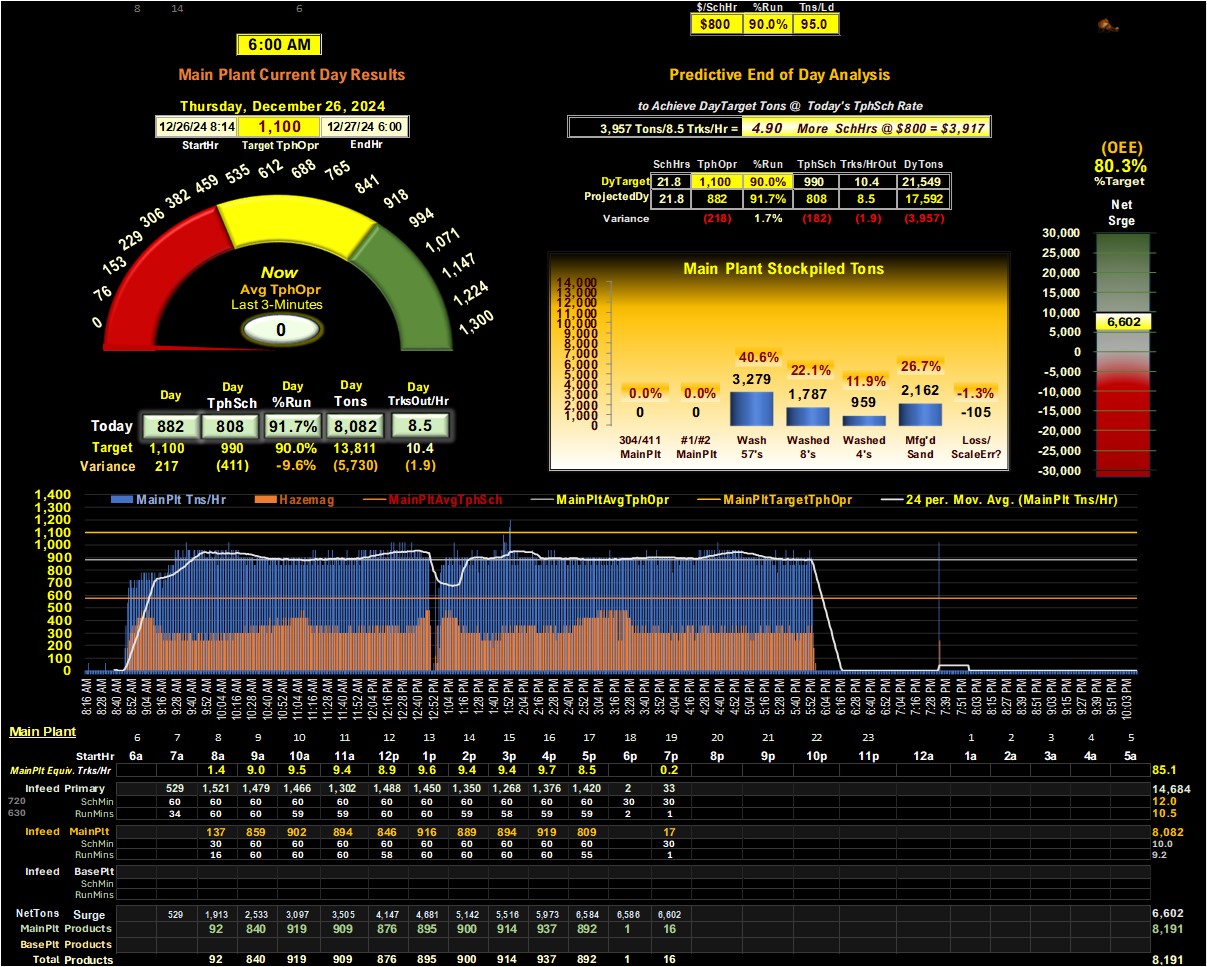 8 14 6
$/SchHr %Run Tns/Ld
$800 90.0% 95.0
6:00 AM
Main Plant Current Day Results
Predictive End of Day Analysis
Thursday, December 26, 2024
to Achieve DayTarget Tons @ Today's TphSch Rate
12/26/24 8:14 1,100 12/27/24 6:00
StartHr Target TphOpr EndHr
3,957 Tons/8.5 Trks/Hr = 4.90 More SchHrs @ $800 = $3,917
(OEE)
80.3%
%Target
SchHrs TphOpr %Run TphSch Trks/HrOut DyTons
DyTarget 21.8 1,100 90.0% 990 10.4 21,549
ProjectedDy 21.8 882 91.7% 808 8.5 17,592
Variance (218) 1.7% (182) (1.9) (3,957)
0 76 153 229 306 382 459 535 612 688 765 841 918 994 1,071 1,147 1,224 1,300
Now
Avg TphOpr
Last 3-Minutes
0
Net
Srge
30,000
25,000
20,000
15,000
10,000
6,602
5,000
0
-5,000
-10,000
-15,000
-20,000
-25,000
-30,000
Main Plant Stockpiled Tons
14,000
13,000
12,000
11,000
10,000
9,000
8,000
7,000
6,000
5,000
4,000
3,000
2,000
1,000
0
0.0% 0.0% 40.6% 22.1% 11.9% 26.7% -1.3%
0 0 3,279 1,787 959 2,162 -105
304/411 #1/#2 Wash Washed Washed Mfg'd Loss/
MainPlt MainPlt 57's 8's 4's Sand ScaleErr?
Day Day Day Day Day
TphSch %Run Tons TrksOut/Hr
Today 882 808 91.7% 8,082 8.5
Target 1,100 990 90.0% 13,811 10.4
Variance 217 (411) -9.6% (5,730) (1.9)
MainPlt Tns/Hr Hazemag MainPltAvgTphSch MainPltAvgTphOpr MainPltTargetTphOpr 24 per. Mov. Avg. (MainPlt Tns/Hr)
1,400
1,300
1,200
1,100
1,000
900
800
700
600
500
400
300
200
100
0
8:16 AM 8:28 AM 8:40 AM 8:52 AM 9:04 AM 9:16 AM 9:28 AM 9:40 AM 9:52 AM 10:04 AM 10:16 AM 10:28 AM 10:40 AM 10:52 AM 11:04 AM 11:16 AM 11:28 AM 11:40 AM 11:52 AM 12:04 PM 12:16 PM 12:28 PM 12:40 PM 12:52 PM 1:04 PM 1:16 PM 1:28 PM 1:40 PM 1:52 PM 2:04 PM 2:16 PM 2:28 PM 2:40 PM 2:52 PM 3:04 PM 3:16 PM 3:28 PM 3:40 PM 3:52 PM 4:04 PM 4:16 PM 4:28 PM 4:40 PM 4:52 PM 5:04 PM 5:16 PM 5:28 PM 5:40 PM 5:52 PM 6:04 PM 6:16 PM 6:28 PM 6:40 PM 6:52 PM 7:04 PM 7:16 PM 7:28 PM 7:39 PM 7:51 PM 8:03 PM 8:15 PM 8:27 PM 8:39 PM 8:51 PM 9:03 PM 9:15 PM 9:27 PM 9:39 PM 9:51 PM 10:03 PM
Main Plant 6 7 8 9 10 11 12 13 14 15 16 17 18 19 20 21 22 23 1 2 3 4 5
StartHr 6a 7a 8a 9a 10a 11a 12p 1p 2p 3p 4p 5p 6p 7p 8p 9p 10p 11p 12a 1a 2a 3a 4a 5a
MainPlt Equiv. Trks/Hr 1.4 9.0 9.5 9.4 8.9 9.6 9.4 9.4 9.7 8.5 0.2 85.1
Infeed Primary 529 1,521 1,479 1,466 1,302 1,488 1,450 1,350 1,268 1,376 1,420 2 33 14,684
720 SchMin 60 60 60 60 60 60 60 60 60 60 60 30 30 12.0
630 RunMins 34 60 60 59 59 60 60 59 58 59 59 2 1 10.5
Infeed MainPlt 137 859 902 894 846 916 889 894 919 809 17 8,082
SchMin 30 60 60 60 60 60 60 60 60 60 30 10.0
RunMins 16 60 60 60 58 60 60 60 60 55 1 9.2
Infeed BasePlt
SchMin
RunMins
NetTons Surge 529 1,913 2,533 3,097 3,505 4,147 4,681 5,142 5,516 5,973 6,584 6,586 6,602 6,602
MainPlt Products 92 840 919 909 876 895 900 914 937 892 1 16 8,191
BasePlt Products
Total Products 92 840 919 909 876 895 900 914 937 892 1 16 8,191